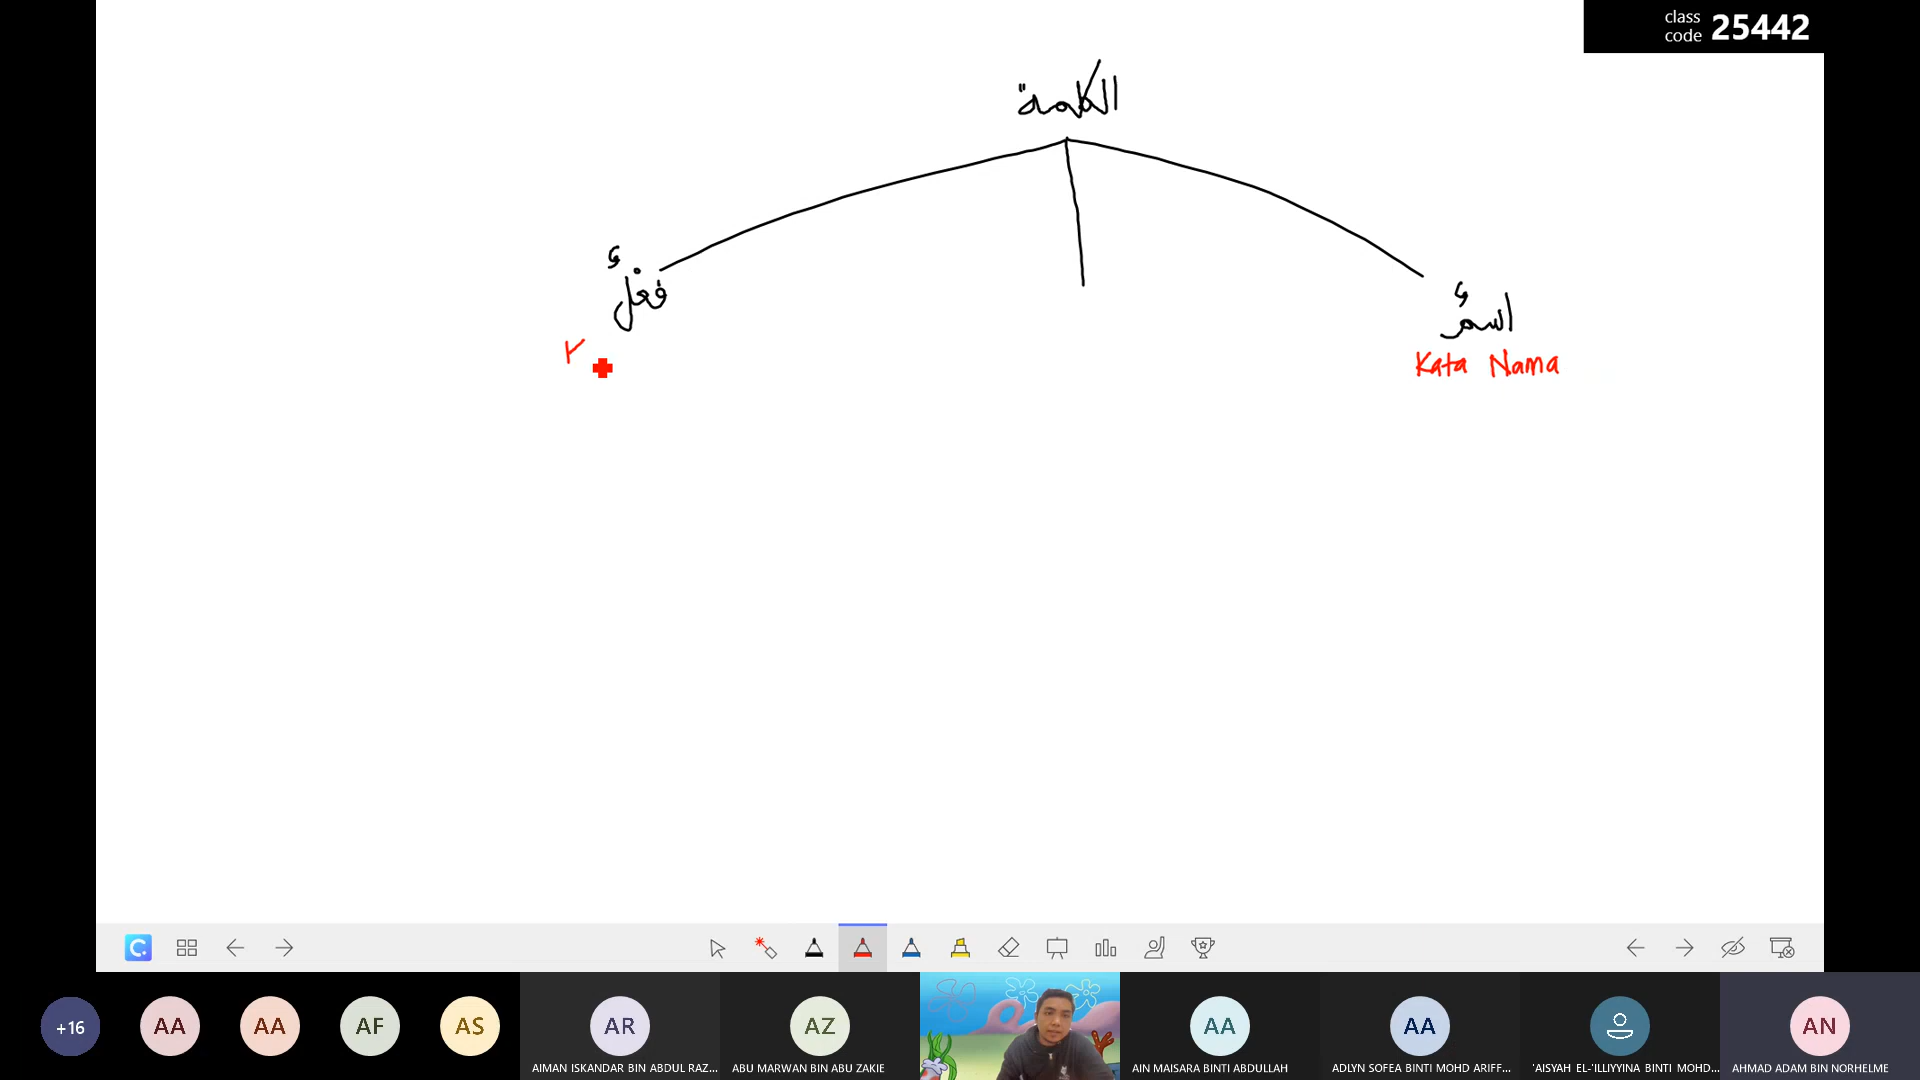 class
code 25442
الكلمة
فعْلٌ
اسمٌ
Kata Nama
+16
AA
AA
AF
AS
AR
AZ
AA
AA
AN
AIMAN ISKANDAR BIN ABDUL RAZ...
ABU MARWAN BIN ABU ZAKIE
AIN MAISARA BINTI ABDULLAH
ADLYN SOFEA BINTI MOHD ARIFF...
'AISYAH EL-'ILLIYYINA BINTI MOHD...
AHMAD ADAM BIN NORHELME